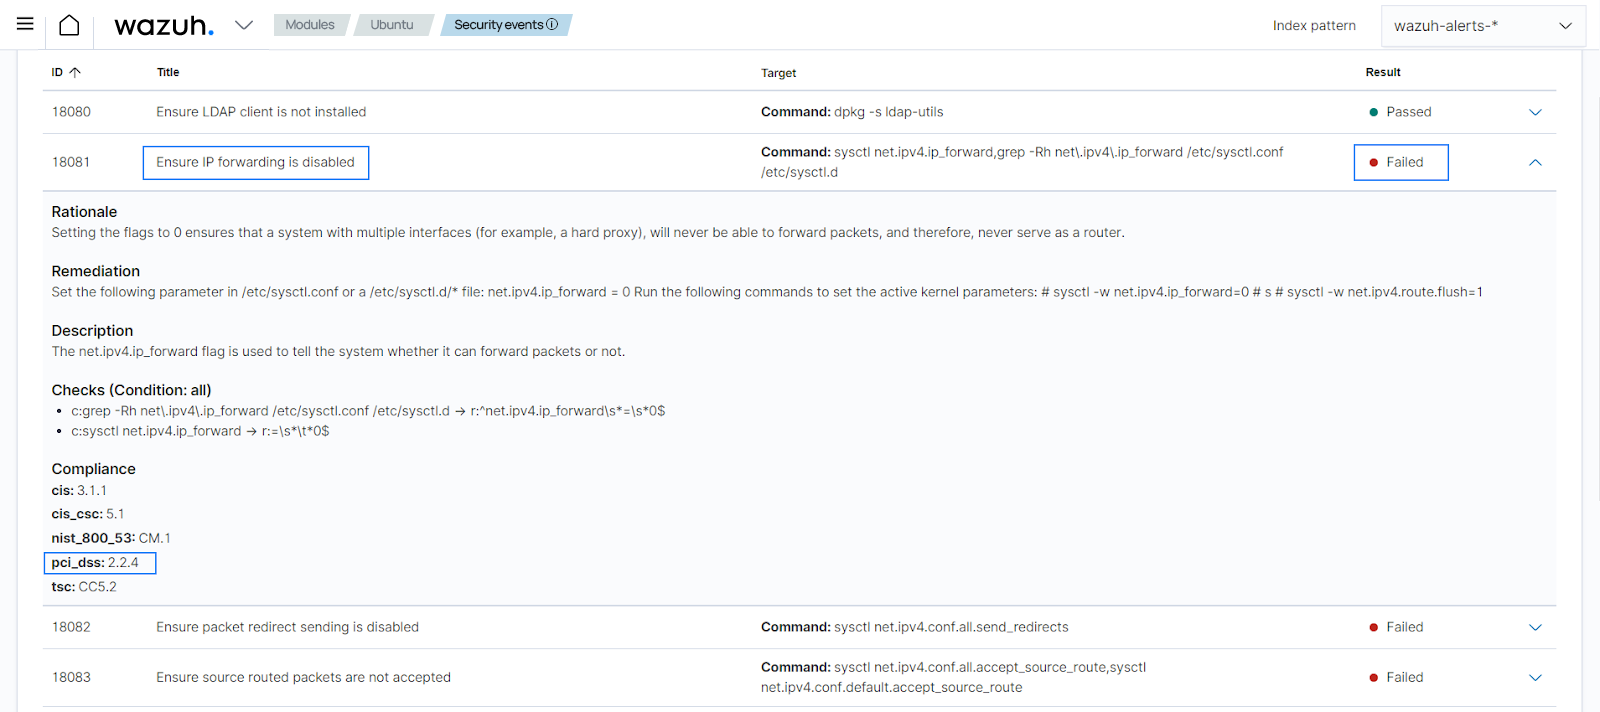 wazuh. Modules Ubuntu Security events Index pattern wazuh-alerts-*
ID Title Target Result
18080 Ensure LDAP client is not installed Command: dpkg -s ldap-utils Passed
18081 Ensure IP forwarding is disabled Command: sysctl net.ipv4.ip_forward,grep -Rh net\.ipv4\.ip_forward /etc/sysctl.conf Failed
/etc/sysctl.d
Rationale
Setting the flags to 0 ensures that a system with multiple interfaces (for example, a hard proxy), will never be able to forward packets, and therefore, never serve as a router.
Remediation
Set the following parameter in /etc/sysctl.conf or a /etc/sysctl.d/* file: net.ipv4.ip_forward = 0 Run the following commands to set the active kernel parameters: # sysctl -w net.ipv4.ip_forward=0 # s # sysctl -w net.ipv4.route.flush=1
Description
The net.ipv4.ip_forward flag is used to tell the system whether it can forward packets or not.
Checks (Condition: all)
• c:grep -Rh net\.ipv4\.ip_forward /etc/sysctl.conf /etc/sysctl.d → r:^net.ipv4.ip_forward\s*=\s*0$
• c:sysctl net.ipv4.ip_forward → r:=\s*\t*0$
Compliance
cis: 3.1.1
cis_csc: 5.1
nist_800_53: CM.1
pci_dss: 2.2.4
tsc: CC5.2
18082 Ensure packet redirect sending is disabled Command: sysctl net.ipv4.conf.all.send_redirects Failed
18083 Ensure source routed packets are not accepted Command: sysctl net.ipv4.conf.all.accept_source_route,sysctl Failed
net.ipv4.conf.default.accept_source_route